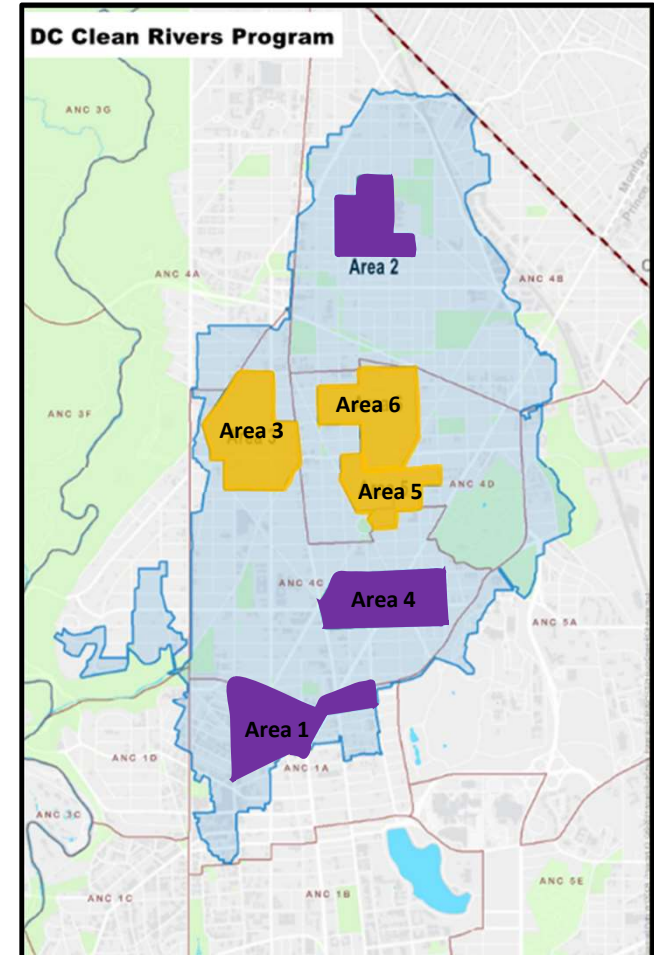 DC Clean Rivers Program
ANC 3G
ANC 4A
Area 2
ANC 4B
ANC 3F
Area 3
Area 6
Area 5
ANC 4D
ANC 4C
Area 4
ANC 5A
Area 1
ANC 1D
ANC 1A
ANC 3C
ANC 1C
ANC 1B
ANC 5E